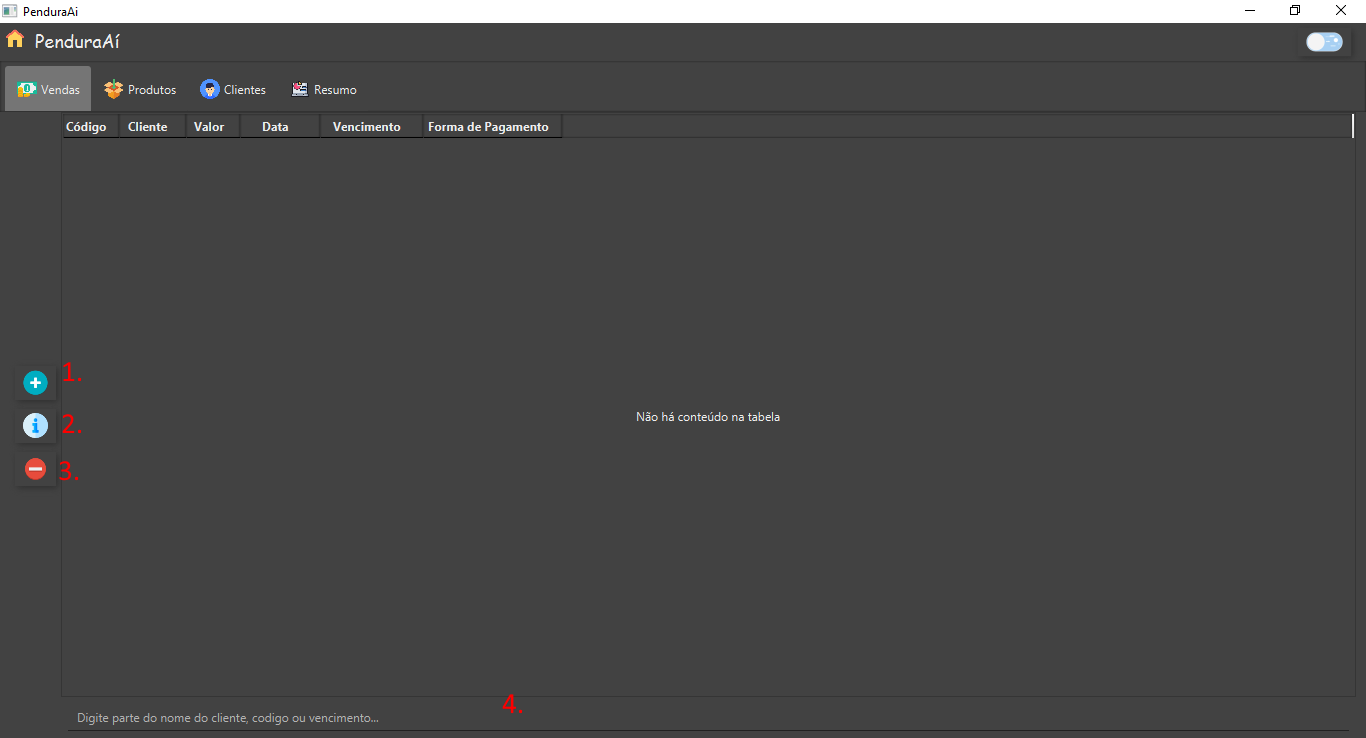 PenduraAi
PenduraAí
Vendas Produtos Clientes Resumo
Código Cliente Valor Data Vencimento Forma de Pagamento
1.
2.
Não há conteúdo na tabela
3.
4.
Digite parte do nome do cliente, codigo ou vencimento...